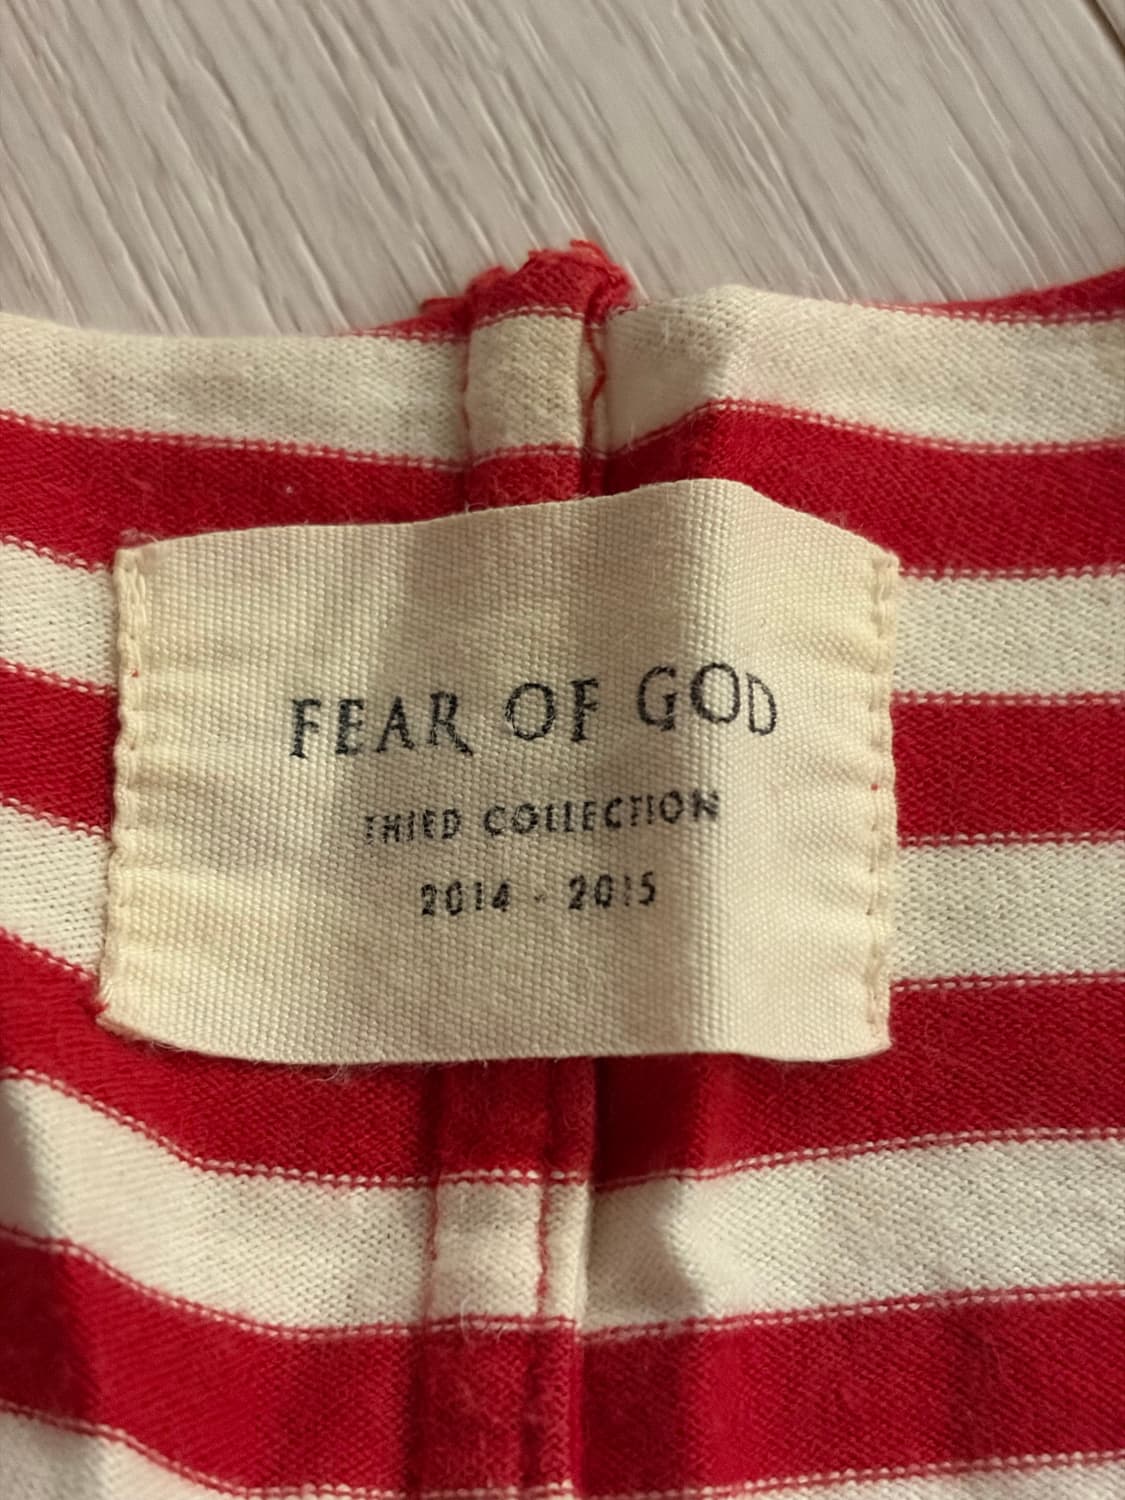 FEAR OF GOD
THIRD COLLECTION
2014 - 2015